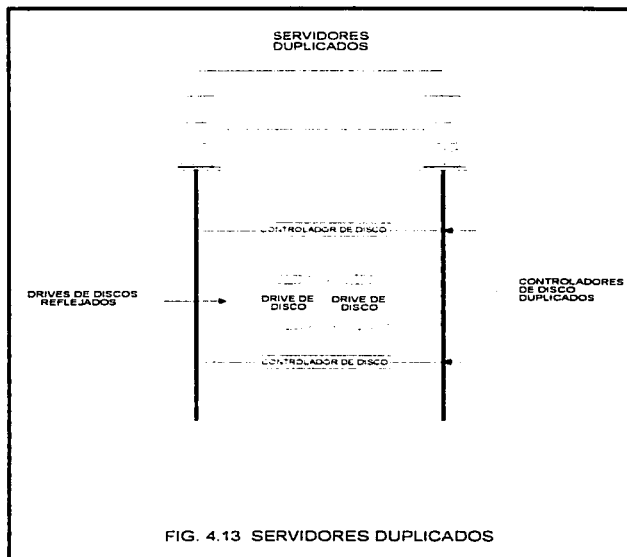 SERVIDORES
DUPLICADOS
CONTROLADOR DE DISCO
DRIVES DE DISCOS
REFLEJADOS
DRIVE DE
DISCO
DRIVE DE
DISCO
CONTROLADORES
DE DISCO
DUPLICADOS
CONTROLADOR DE DISCO
FIG. 4.13 SERVIDORES DUPLICADOS